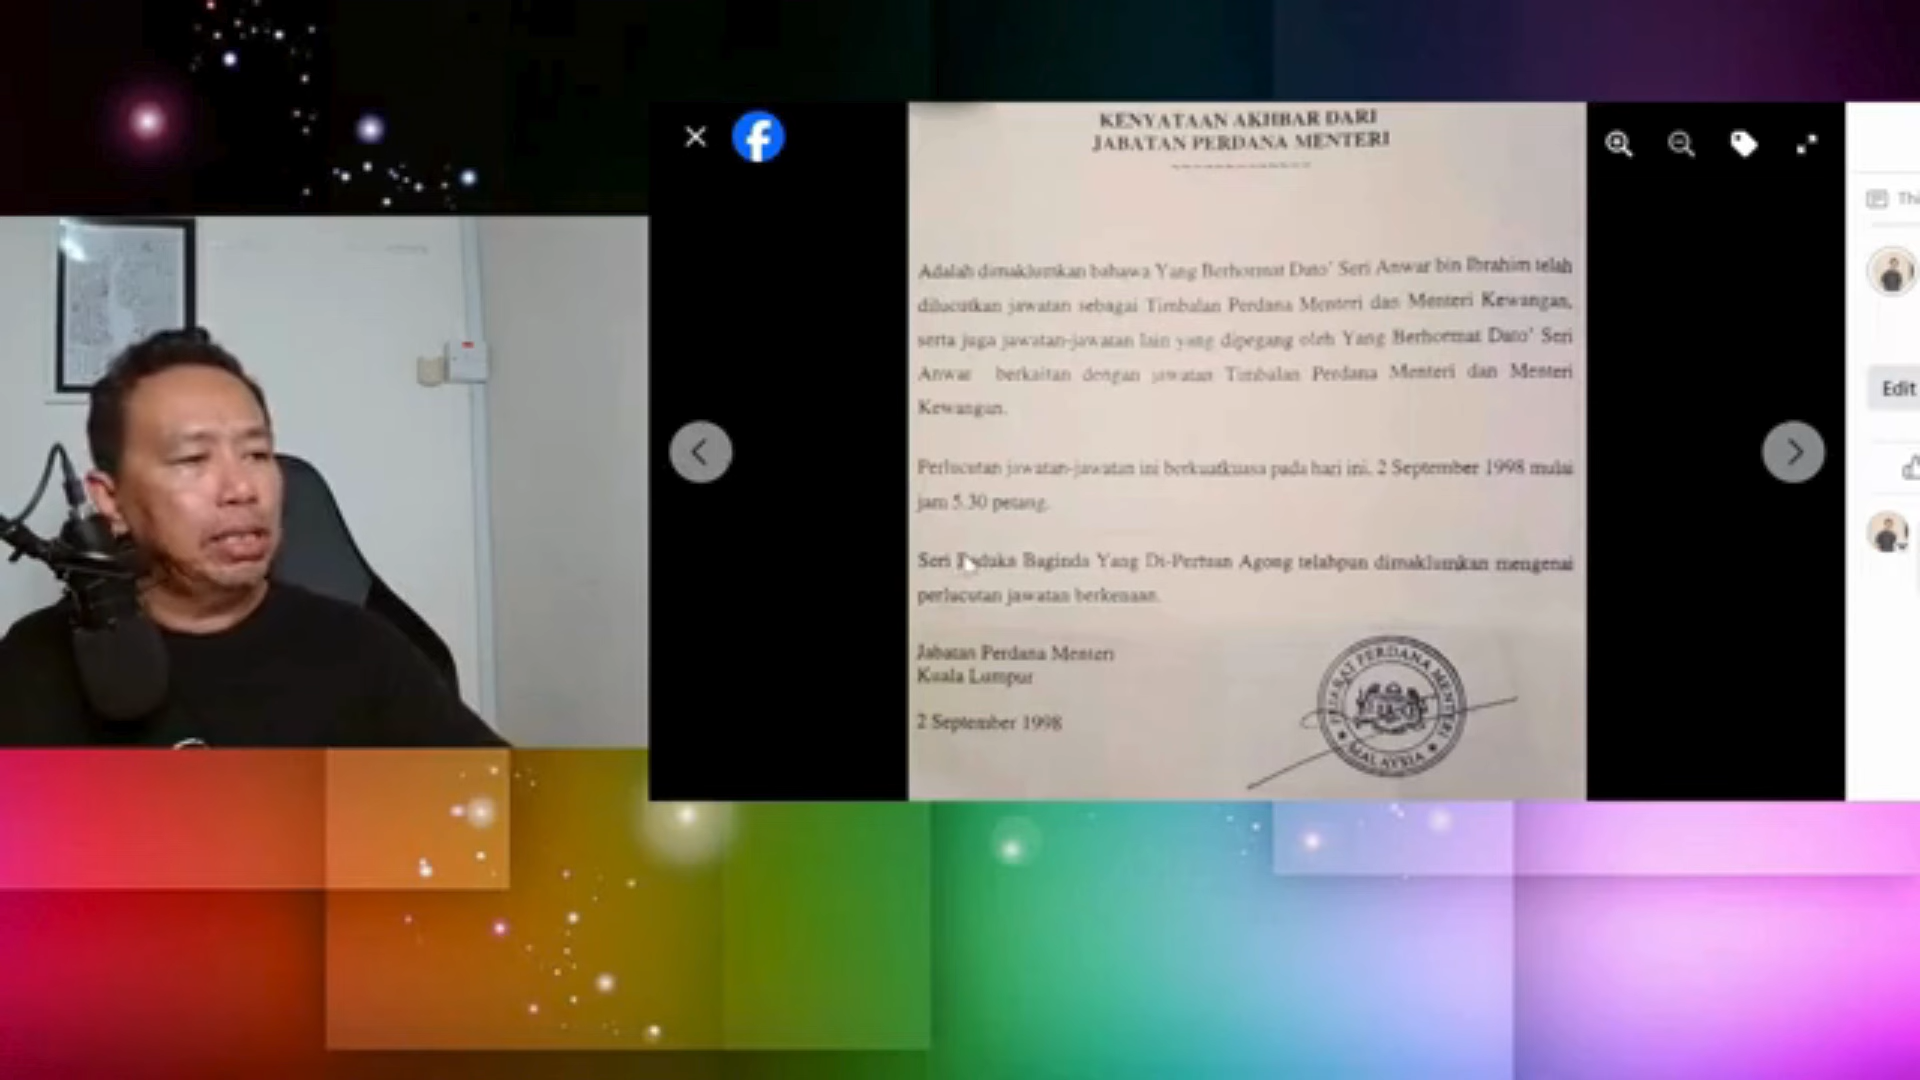 KENYATAAN AKHBAR DARI
JABATAN PERDANA MENTERI
Adalah dimaklumkan bahawa Yang Berhormat Dato' Seri Anwar bin Ibrahim telah
dilucutkan jawatan sebagai Timbalan Perdana Menteri dan Menteri Kewangan,
serta juga jawatan-jawatan lain yang dipegang oleh Yang Berhormat Dato' Seri
Anwar berkaitan dengan jawatan Timbalan Perdana Menteri dan Menteri
Kewangan.
Perlucutan jawatan-jawatan ini berkuatkuasa pada hari ini, 2 September 1998 mulai
jam 5.30 petang.
Seri Paduka Baginda Yang Di-Pertuan Agong telahpun dimaklumkan mengenai
perlucutan jawatan berkenaan.
Jabatan Perdana Menteri
Kuala Lumpur
2 September 1998
PEJABAT PERDANA MENTERI
MALAYSIA
Edit